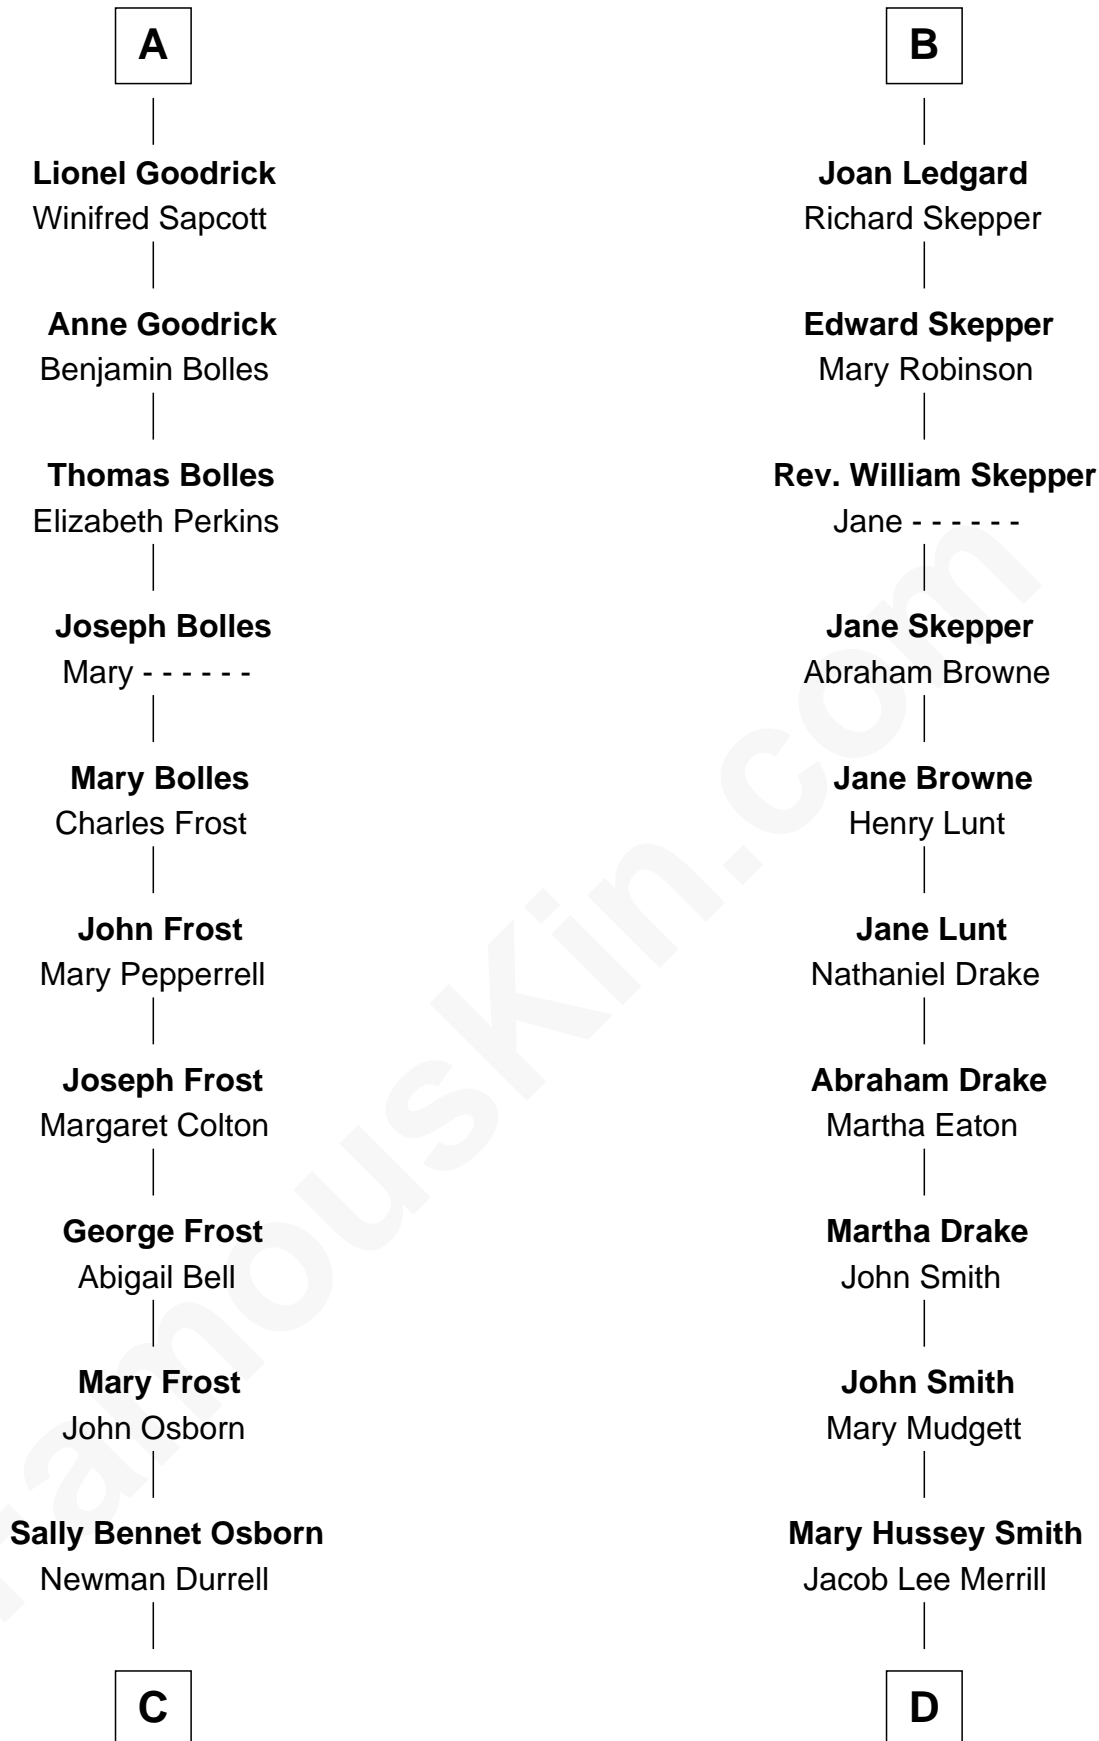 A
Lionel Goodrick
Winifred Sapcott
Anne Goodrick
Benjamin Bolles
Thomas Bolles
Elizabeth Perkins
Joseph Bolles
Mary - - - - - -
Mary Bolles
Charles Frost
John Frost
Mary Pepperrell
Joseph Frost
Margaret Colton
George Frost
Abigail Bell
Mary Frost
John Osborn
Sally Bennet Osborn
Newman Durrell
C
B
Joan Ledgard
Richard Skepper
Edward Skepper
Mary Robinson
Rev. William Skepper
Jane - - - - - -
Jane Skepper
Abraham Browne
Jane Browne
Henry Lunt
Jane Lunt
Nathaniel Drake
Abraham Drake
Martha Eaton
Martha Drake
John Smith
John Smith
Mary Mudgett
Mary Hussey Smith
Jacob Lee Merrill
D
FamousKin.com